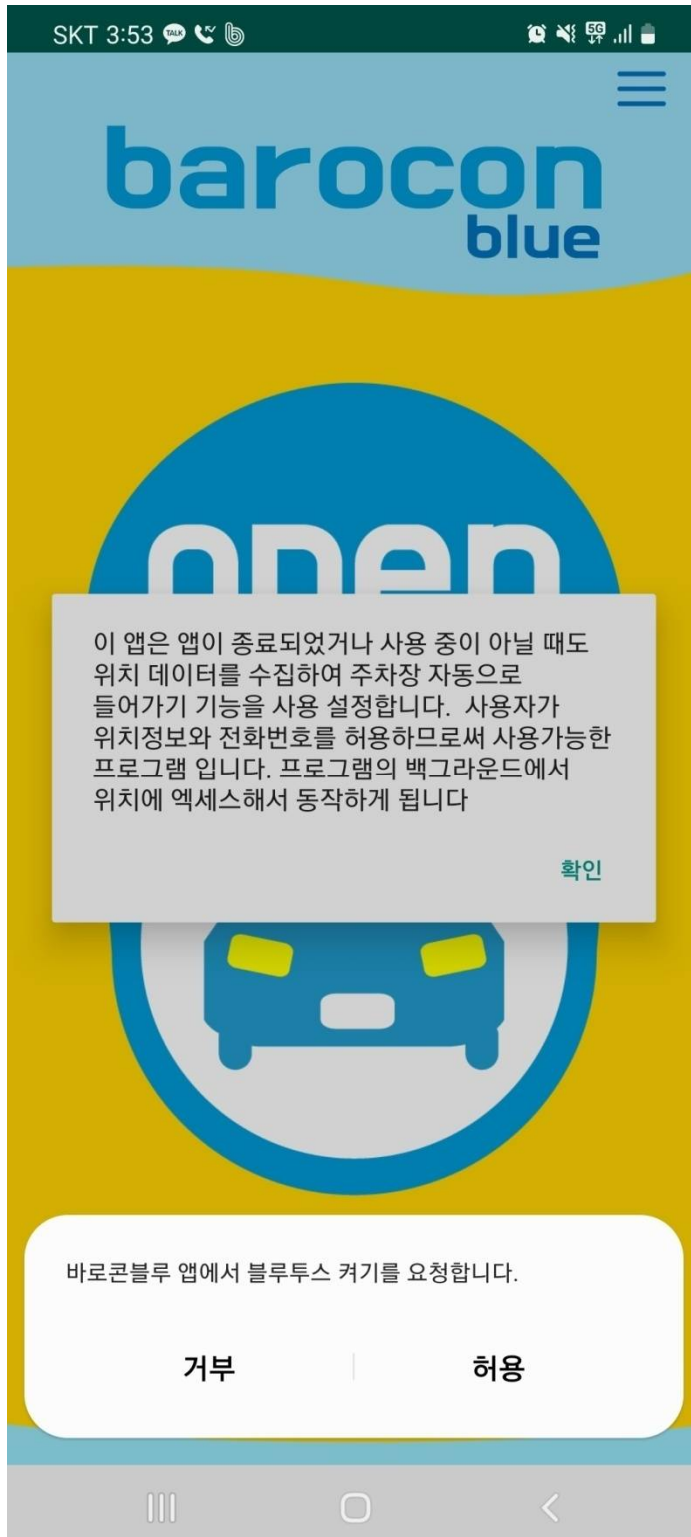 SKT 3:53 TALK
5G
barocon
blue
open
이 앱은 앱이 종료되었거나 사용 중이 아닐 때도
위치 데이터를 수집하여 주차장 자동으로
들어가기 기능을 사용 설정합니다.  사용자가
위치정보와 전화번호를 허용하므로써 사용가능한
프로그램 입니다. 프로그램의 백그라운드에서
위치에 엑세스해서 동작하게 됩니다
확인
바로콘블루 앱에서 블루투스 켜기를 요청합니다.
거부 허용